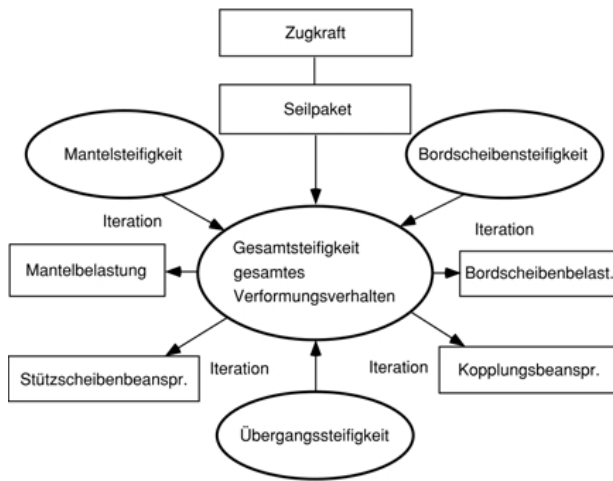 Zugkraft
Seilpaket
Mantelsteifigkeit
Bordscheibensteifigkeit
Iteration
Iteration
Gesamtsteifigkeit
gesamtes
Verformungsverhalten
Mantelbelastung
Bordscheibenbelast.
Stützscheibenbeanspr.
Iteration
Iteration
Kopplungsbeanspr.
Übergangssteifigkeit